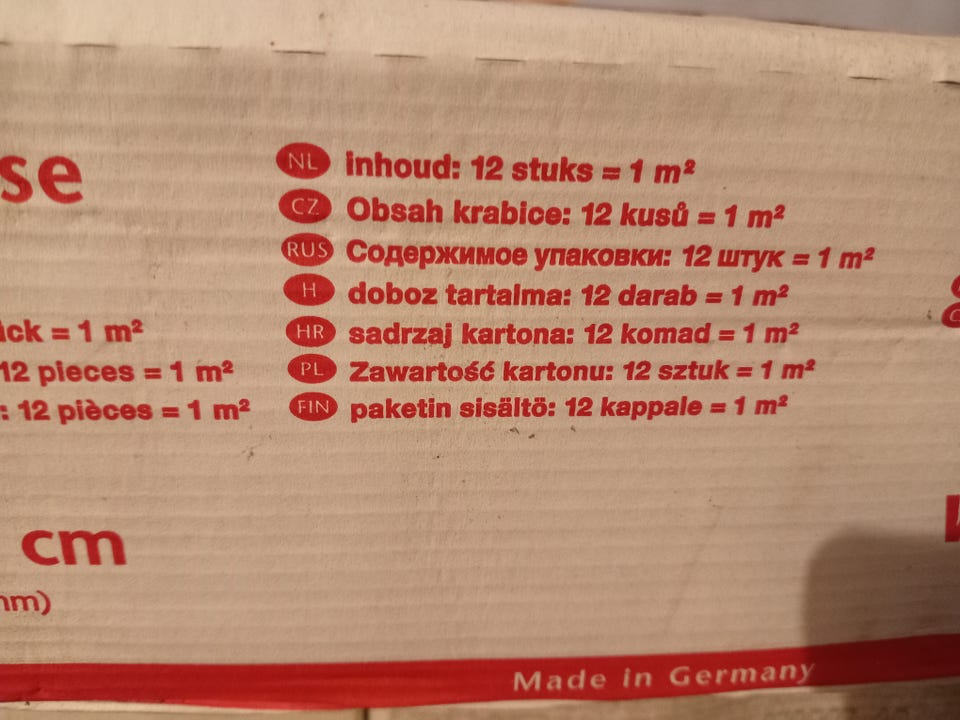 se
NL inhoud: 12 stuks = 1 m²
CZ Obsah krabice: 12 kusů = 1 m²
RUS Содержимое упаковки: 12 штук = 1 m²
H doboz tartalma: 12 darab = 1 m²
ick = 1 m² HR sadrzaj kartona: 12 komad = 1 m²
12 pieces = 1 m² PL Zawartość kartonu: 12 sztuk = 1 m²
: 12 pièces = 1 m² FIN paketin sisältö: 12 kappale = 1 m²
cm
mm)
Made in Germany